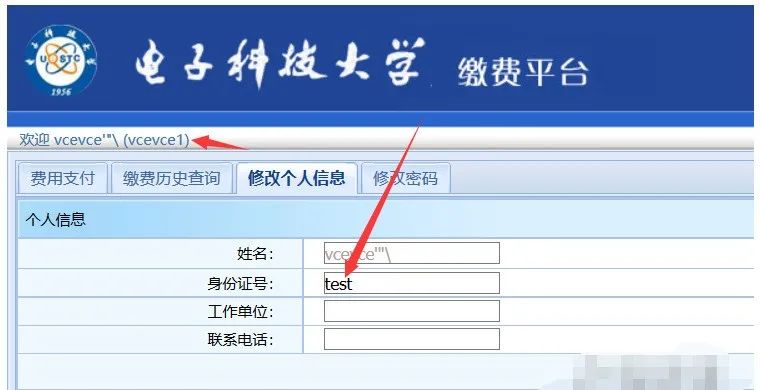 电子科技大学 缴费平台
UESTC
1956
欢迎 vcevce'"\ (vcevce1)
费用支付 缴费历史查询 修改个人信息 修改密码
个人信息
姓名: vcevce'"\
身份证号: test
工作单位:
联系电话: